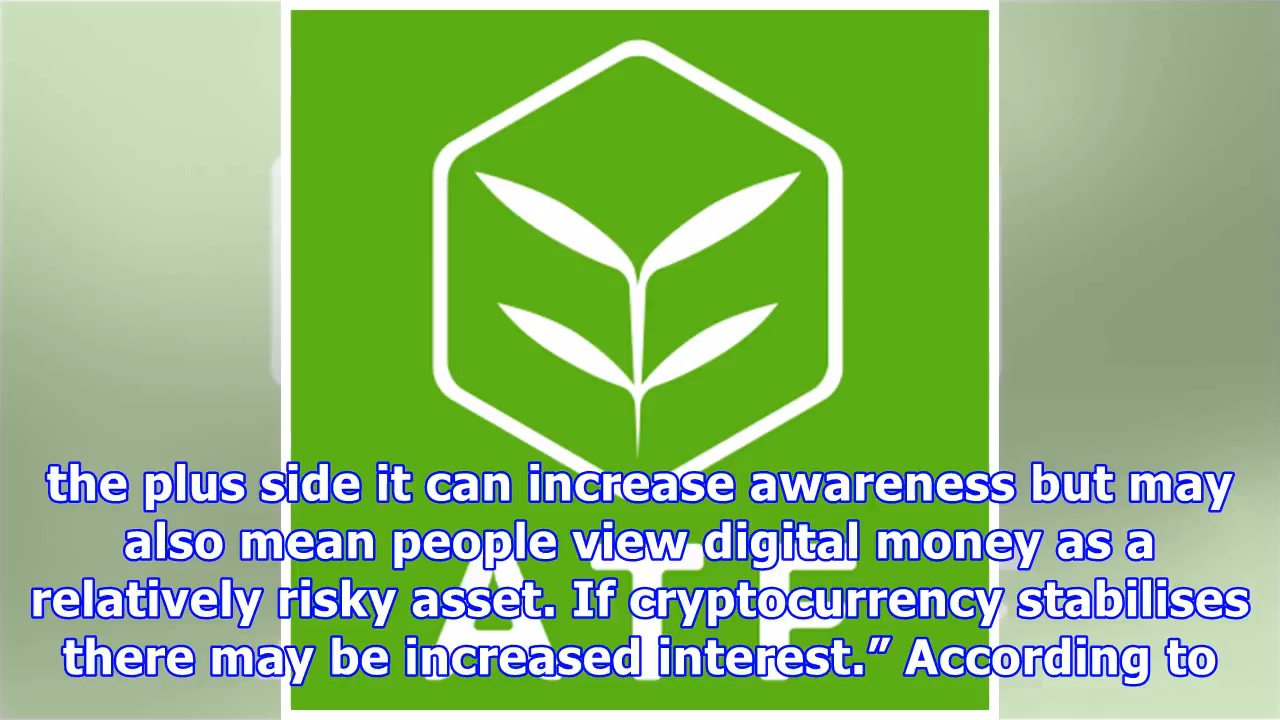 the plus side it can increase awareness but may
also mean people view digital money as a
relatively risky asset. If cryptocurrency stabilises
there may be increased interest.” According to